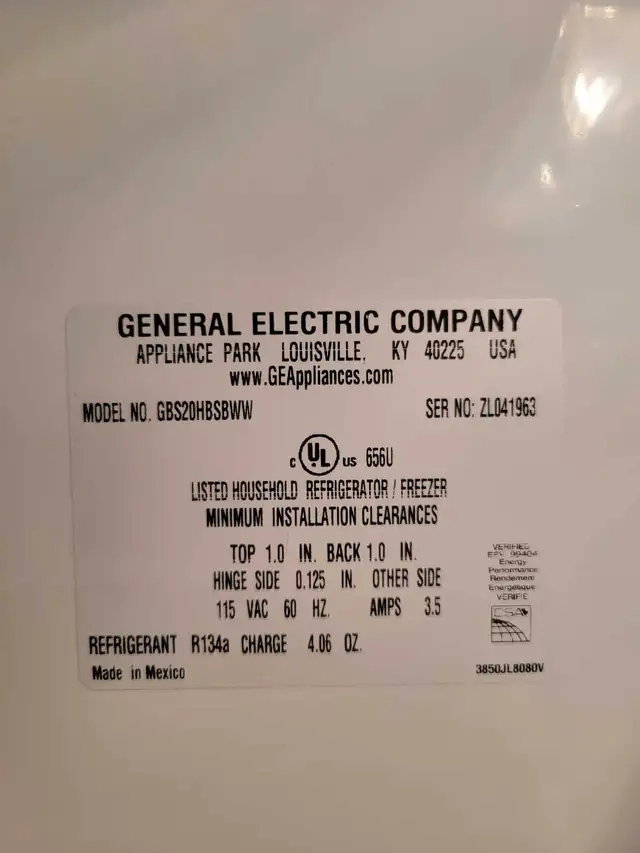 GENERAL ELECTRIC COMPANY
APPLIANCE PARK LOUISVILLE, KY 40225 USA
www.GEAppliances.com
MODEL NO. GBS20HBSBWW SER NO: ZL041963
c UL us 656U
LISTED HOUSEHOLD REFRIGERATOR / FREEZER
MINIMUM INSTALLATION CLEARANCES
TOP 1.0 IN. BACK 1.0 IN.
HINGE SIDE 0.125 IN. OTHER SIDE
115 VAC 60 HZ. AMPS 3.5
REFRIGERANT R134a CHARGE 4.06 OZ.
Made in Mexico
VERIFIED
Energy
Performance
Rendement
Energetique
VERIFIE
CSA
3850JL8080V